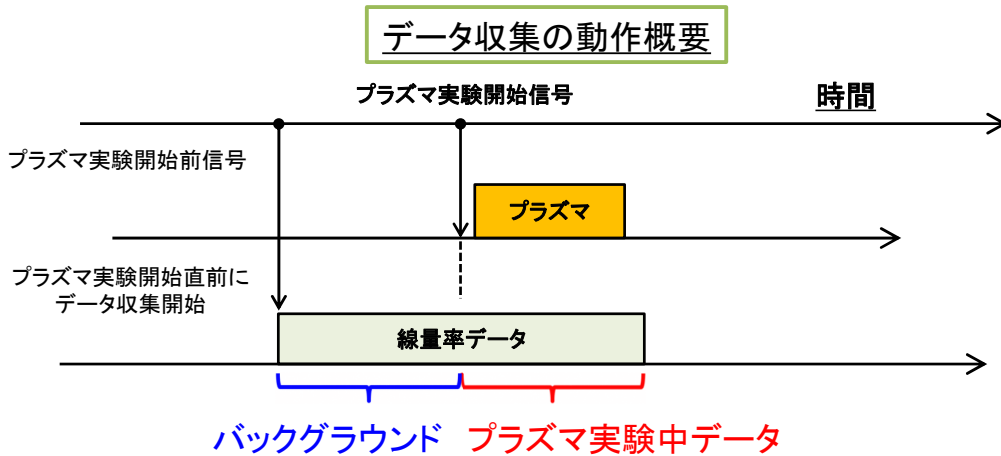 データ収集の動作概要
プラズマ実験開始信号
時間
プラズマ実験開始前信号
プラズマ
プラズマ実験開始直前に
データ収集開始
線量率データ
バックグラウンド
プラズマ実験中データ